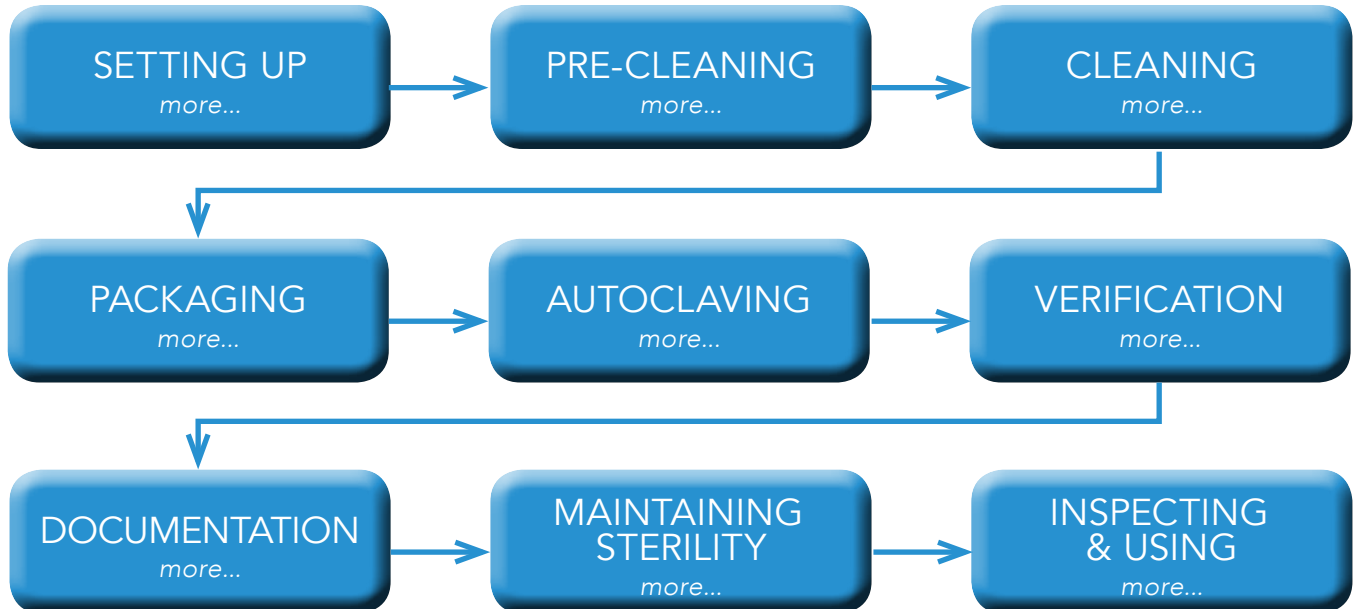 SETTING UP
more...
PRE-CLEANING
more...
CLEANING
more...
PACKAGING
more...
AUTOCLAVING
more...
VERIFICATION
more...
DOCUMENTATION
more...
MAINTAINING
STERILITY
more...
INSPECTING
& USING
more...